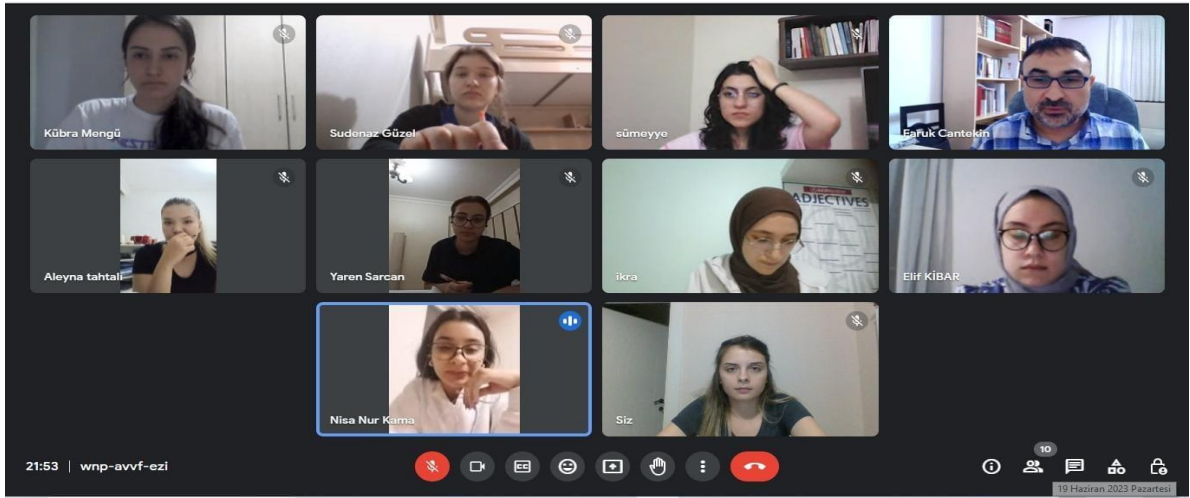 Kübra Mengü
Sudenaz Güzel
sümeyye
Faruk Cantekin
Aleyna tahtalı
Yaren Sarcan
ADJECTIVES
ikra
Elif KİBAR
Nisa Nur Kama
Siz
21:53 | wnp-avvf-ezi
CC
10
19 Haziran 2023 Pazartesi